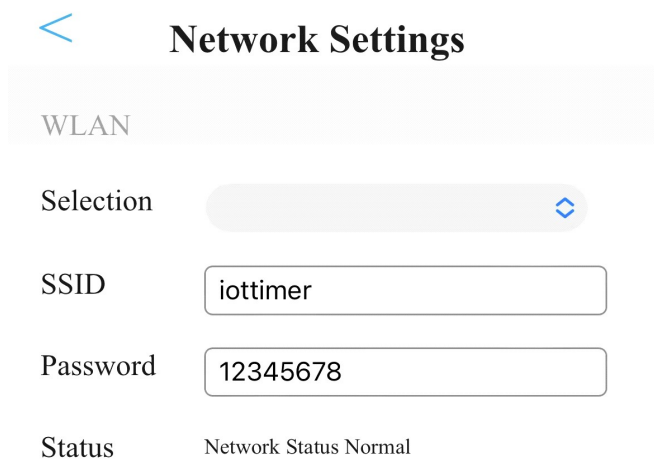 Network Settings
WLAN
Selection
SSID iottimer
Password 12345678
Status Network Status Normal